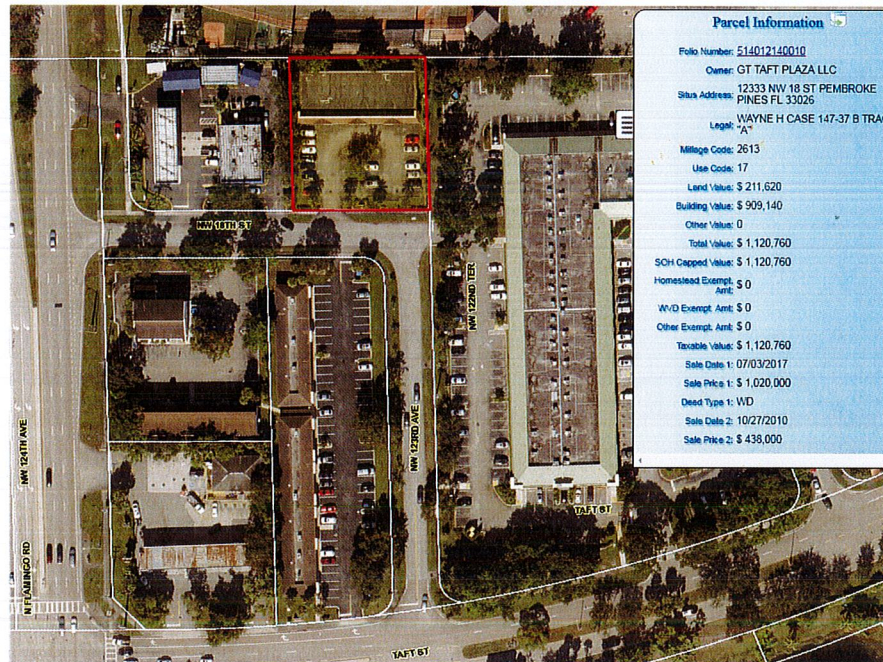 Parcel Information
Folio Number: 514012140010
Owner: GT TAFT PLAZA LLC
Situs Address: 12333 NW 18 ST PEMBROKE
PINES FL 33026
Legal: WAYNE H CASE 147-37 B TRAC
"A"
Millage Code: 2613
Use Code: 17
Land Value: $ 211,620
Building Value: $ 909,140
Other Value: 0
Total Value: $ 1,120,760
SOH Capped Value: $ 1,120,760
Homestead Exempt.
Amt: $ 0
WVD Exempt. Amt: $ 0
Other Exempt. Amt: $ 0
Taxable Value: $ 1,120,760
Sale Date 1: 07/03/2017
Sale Price 1: $ 1,020,000
Deed Type 1: WD
Sale Date 2: 10/27/2010
Sale Price 2: $ 438,000
NW 18TH ST
NW 122ND TER
NW 124TH AVE
NW 123RD AVE
N FLAMINGO RD
TAFT ST
TAFT ST